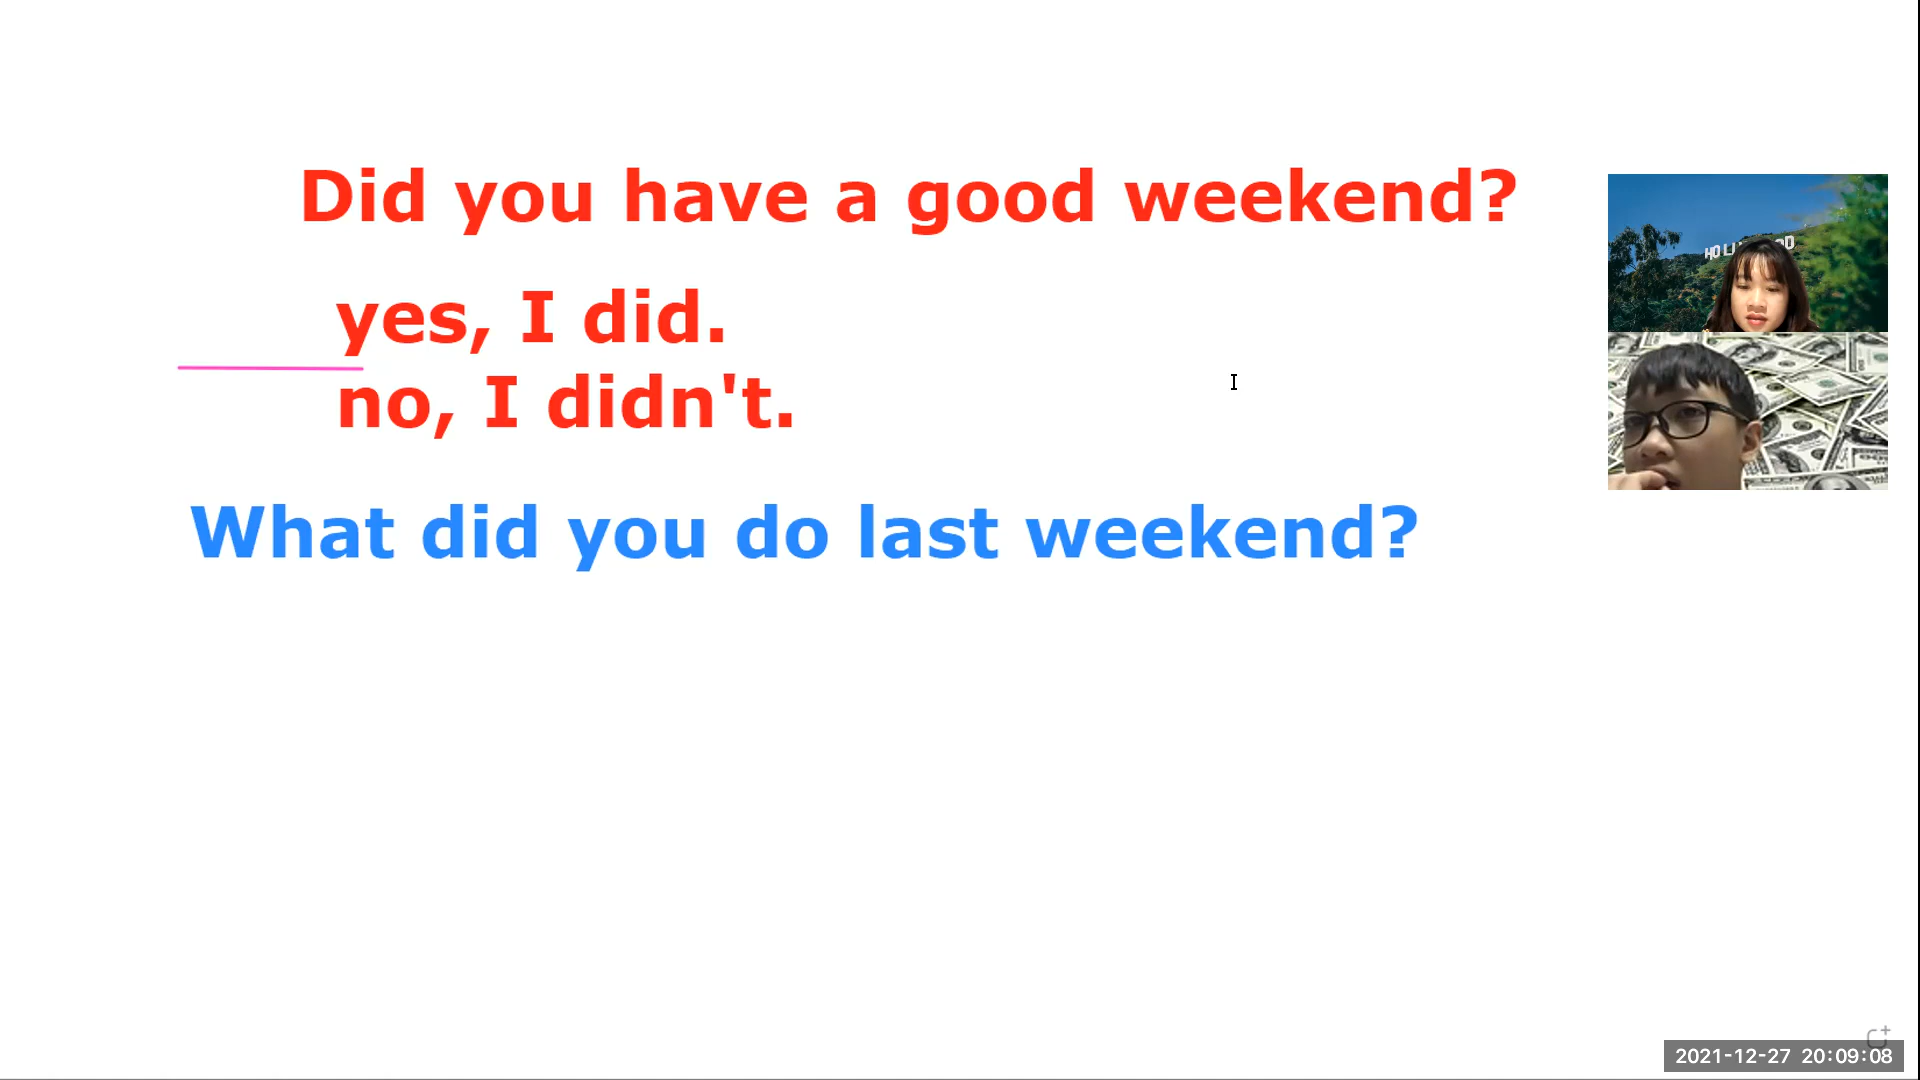 Did you have a good weekend?
yes, I did.
no, I didn't.
What did you do last weekend?
2021-12-27 20:09:08